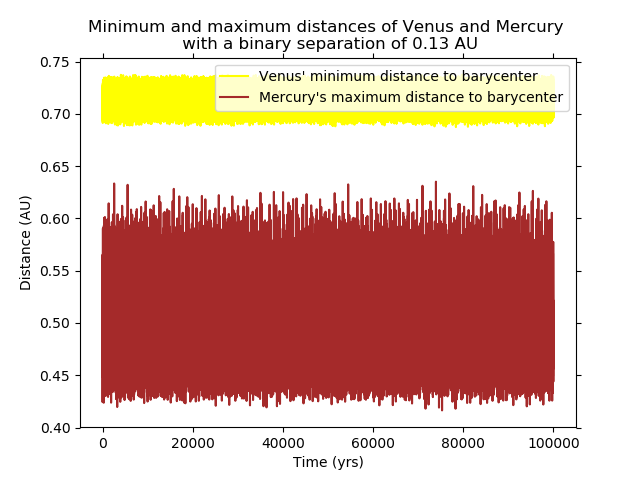 Minimum and maximum distances of Venus and Mercury
with a binary separation of 0.13 AU
Venus' minimum distance to barycenter
Mercury's maximum distance to barycenter
Distance (AU)
0.75
0.70
0.65
0.60
0.55
0.50
0.45
0.40
0 20000 40000 60000 80000 100000
Time (yrs)